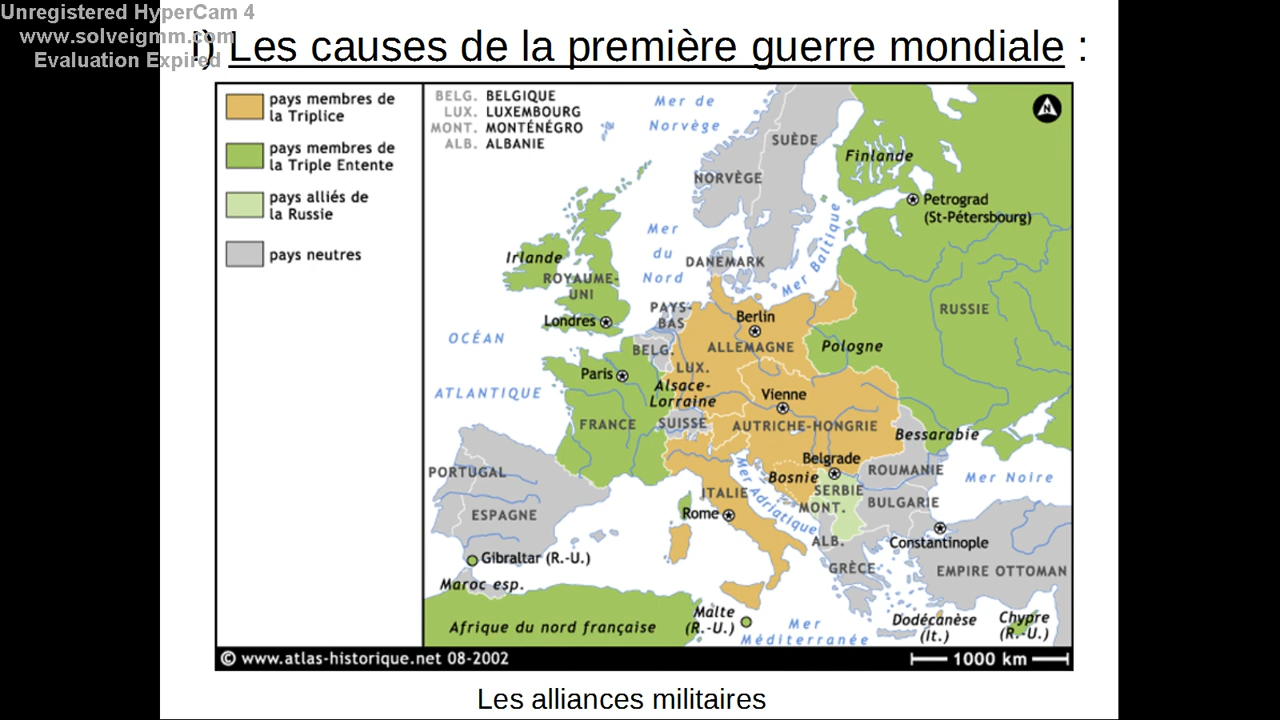 Unregistered HyperCam 4
www.solveigmm.com
Evaluation Expired
I) Les causes de la première guerre mondiale :
pays membres de
la Triplice
pays membres de
la Triple Entente
pays alliés de
la Russie
pays neutres
BELG. BELGIQUE
LUX. LUXEMBOURG
MONT. MONTÉNÉGRO
ALB. ALBANIE
N
Mer de
Norvège
SUÈDE
Finlande
NORVÈGE
Petrograd
(St-Pétersbourg)
Mer
du
Nord
Mer Baltique
Irlande
DANEMARK
ROYAUME-
UNI
PAYS-
BAS
Londres
Berlin
RUSSIE
OCÉAN
ATLANTIQUE
BELG.
ALLEMAGNE
Pologne
Paris
LUX.
Alsace-
Lorraine
Vienne
FRANCE
SUISSE
AUTRICHE-HONGRIE
Bessarabie
Belgrade
PORTUGAL
Mer Adriatique
Bosnie
ROUMANIE
Mer Noire
ESPAGNE
ITALIE
SERBIE
MONT.
BULGARIE
Rome
ALB.
Constantinople
Gibraltar (R.-U.)
GRÈCE
EMPIRE OTTOMAN
Maroc esp.
Afrique du nord française
Malte
(R.-U.)
Mer
Méditerranée
Dodécanèse
(It.)
Chypre
(R.-U.)
© www.atlas-historique.net 08-2002
1000 km
Les alliances militaires